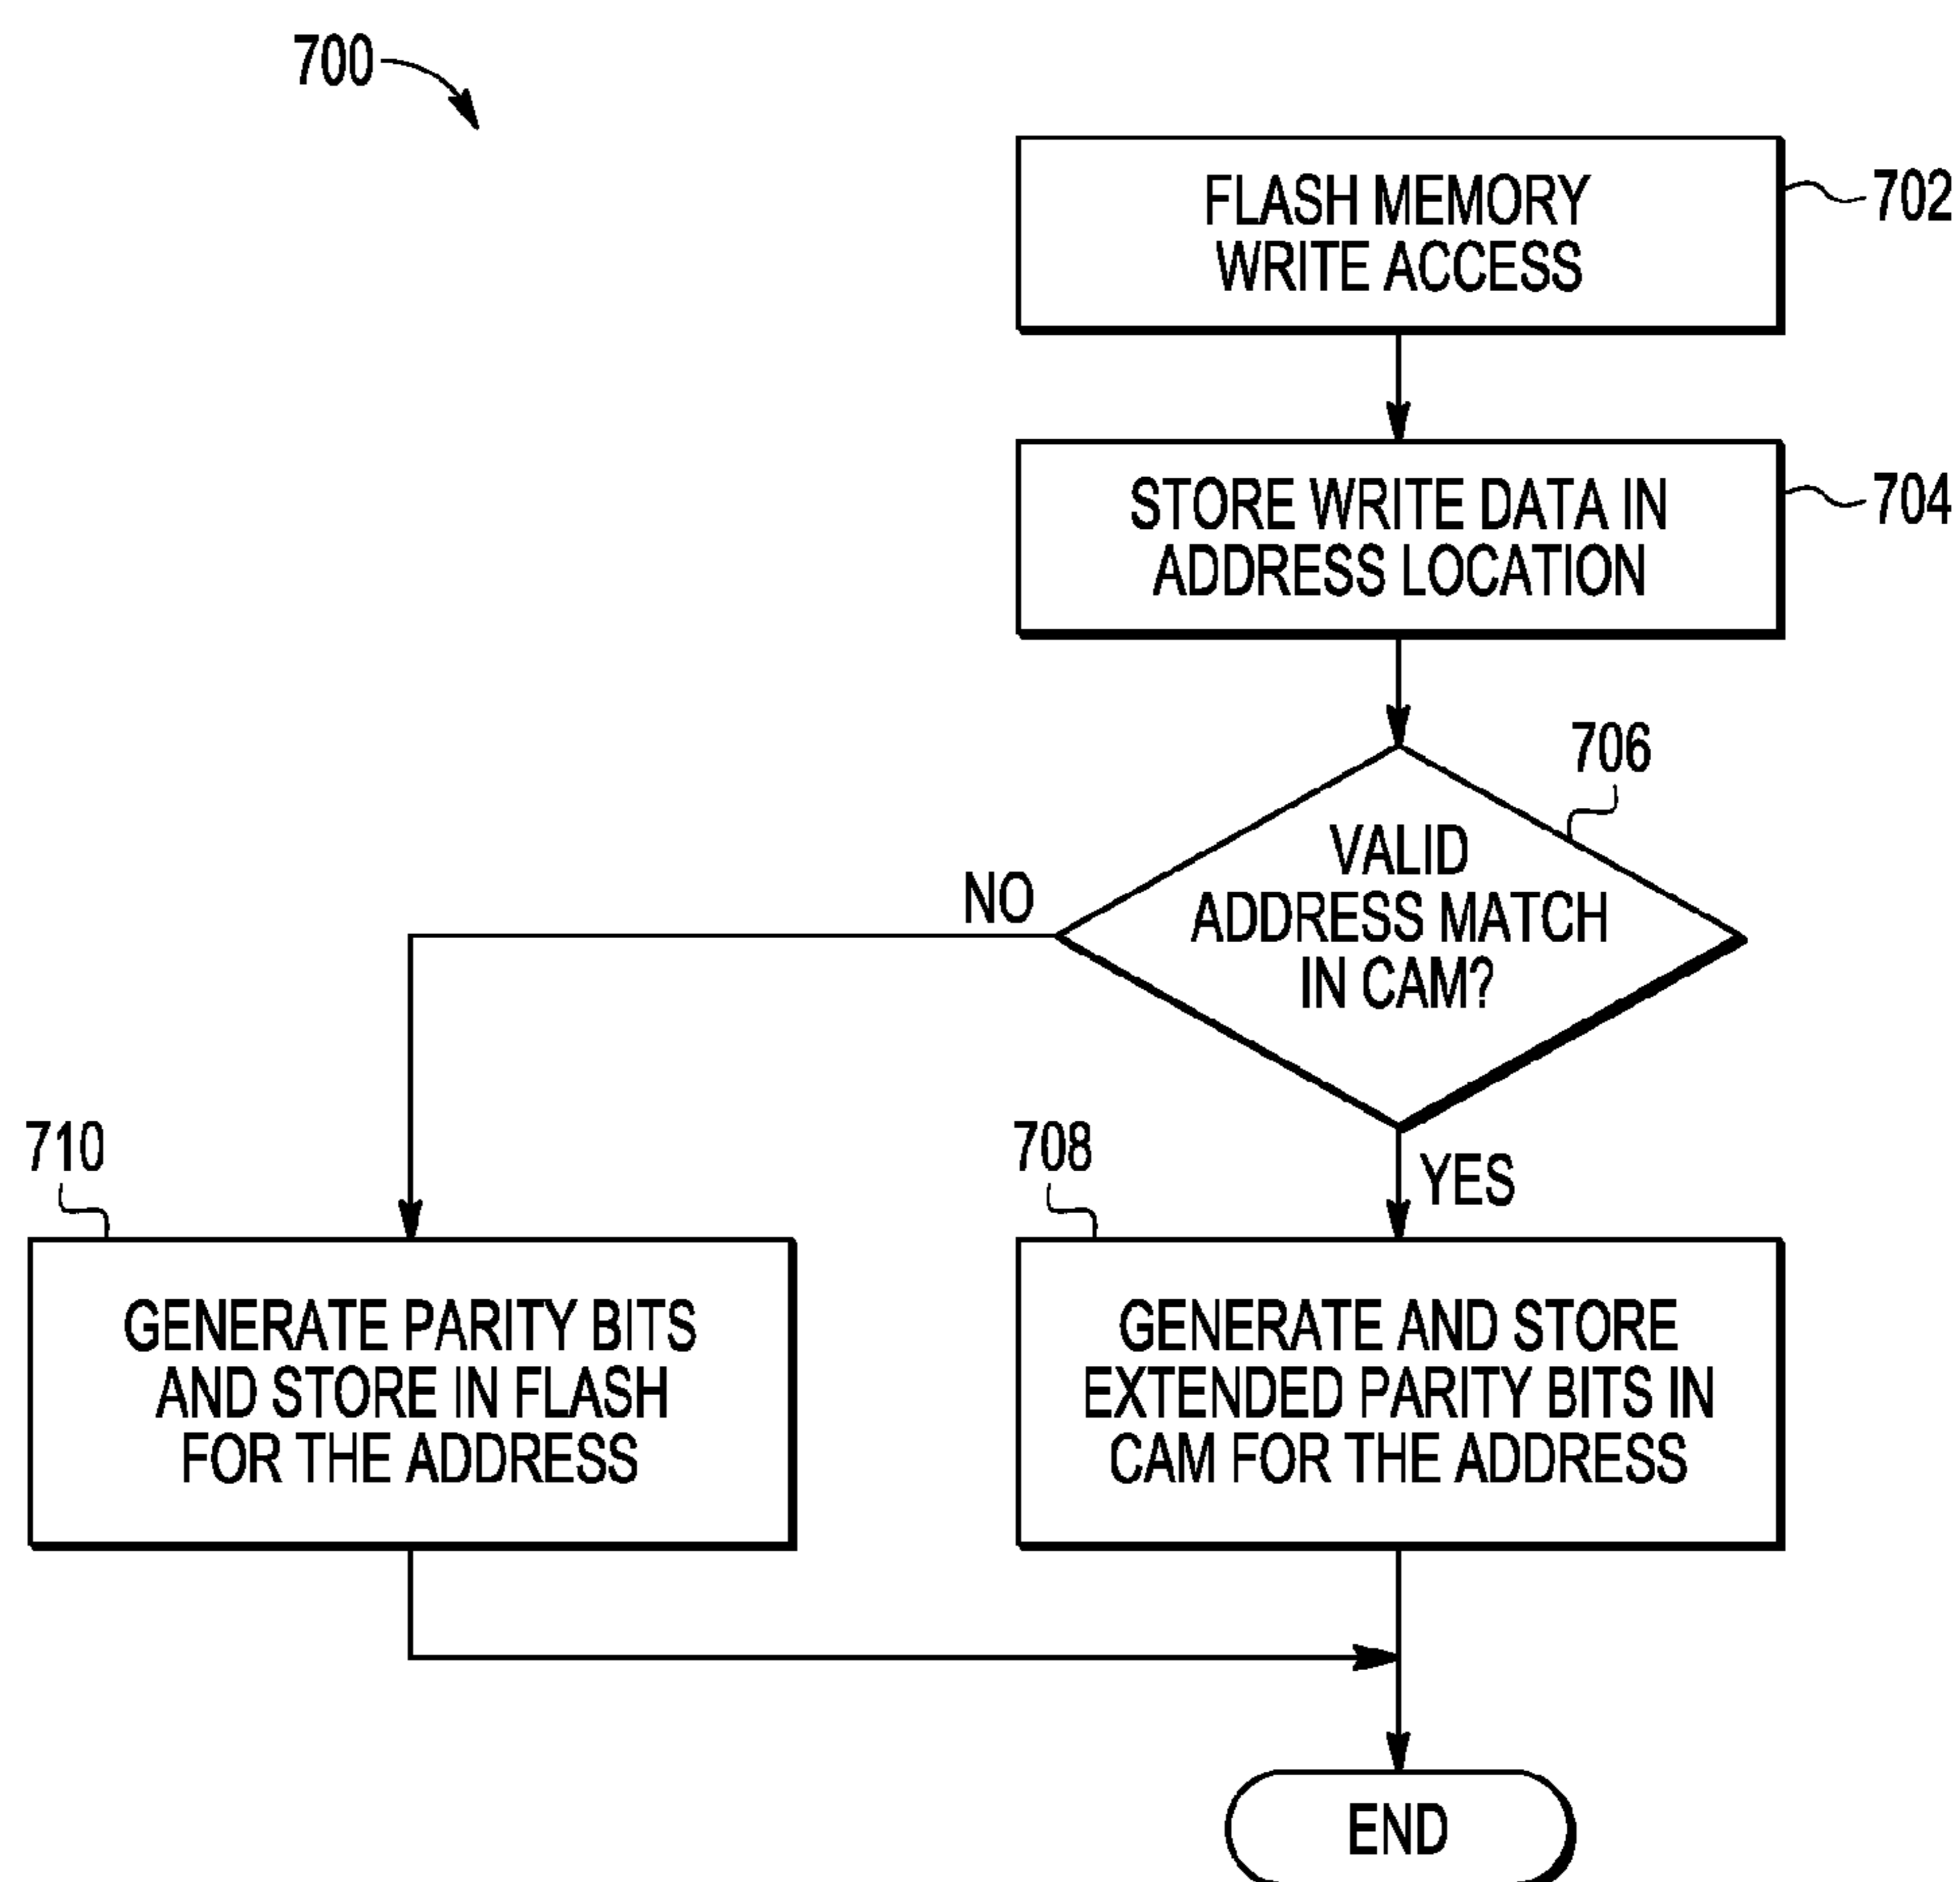 700
FLASH MEMORY
WRITE ACCESS
702
STORE WRITE DATA IN
ADDRESS LOCATION
704
706
VALID
ADDRESS MATCH
IN CAM?
NO
YES
710
GENERATE PARITY BITS
AND STORE IN FLASH
FOR THE ADDRESS
708
GENERATE AND STORE
EXTENDED PARITY BITS IN
CAM FOR THE ADDRESS
END